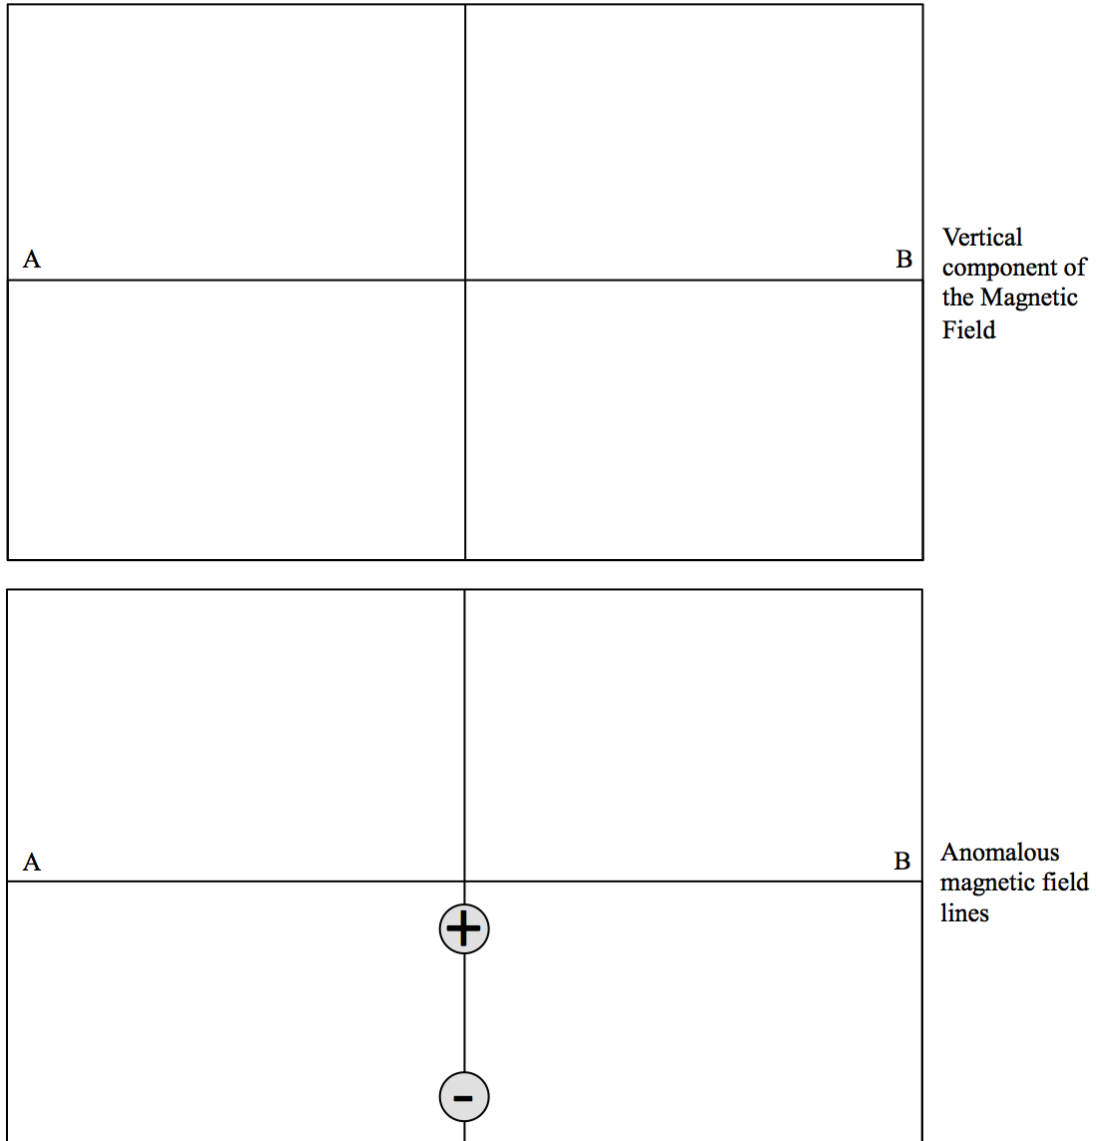 A
B
Vertical
component of
the Magnetic
Field
A
B
Anomalous
magnetic field
lines
+
-